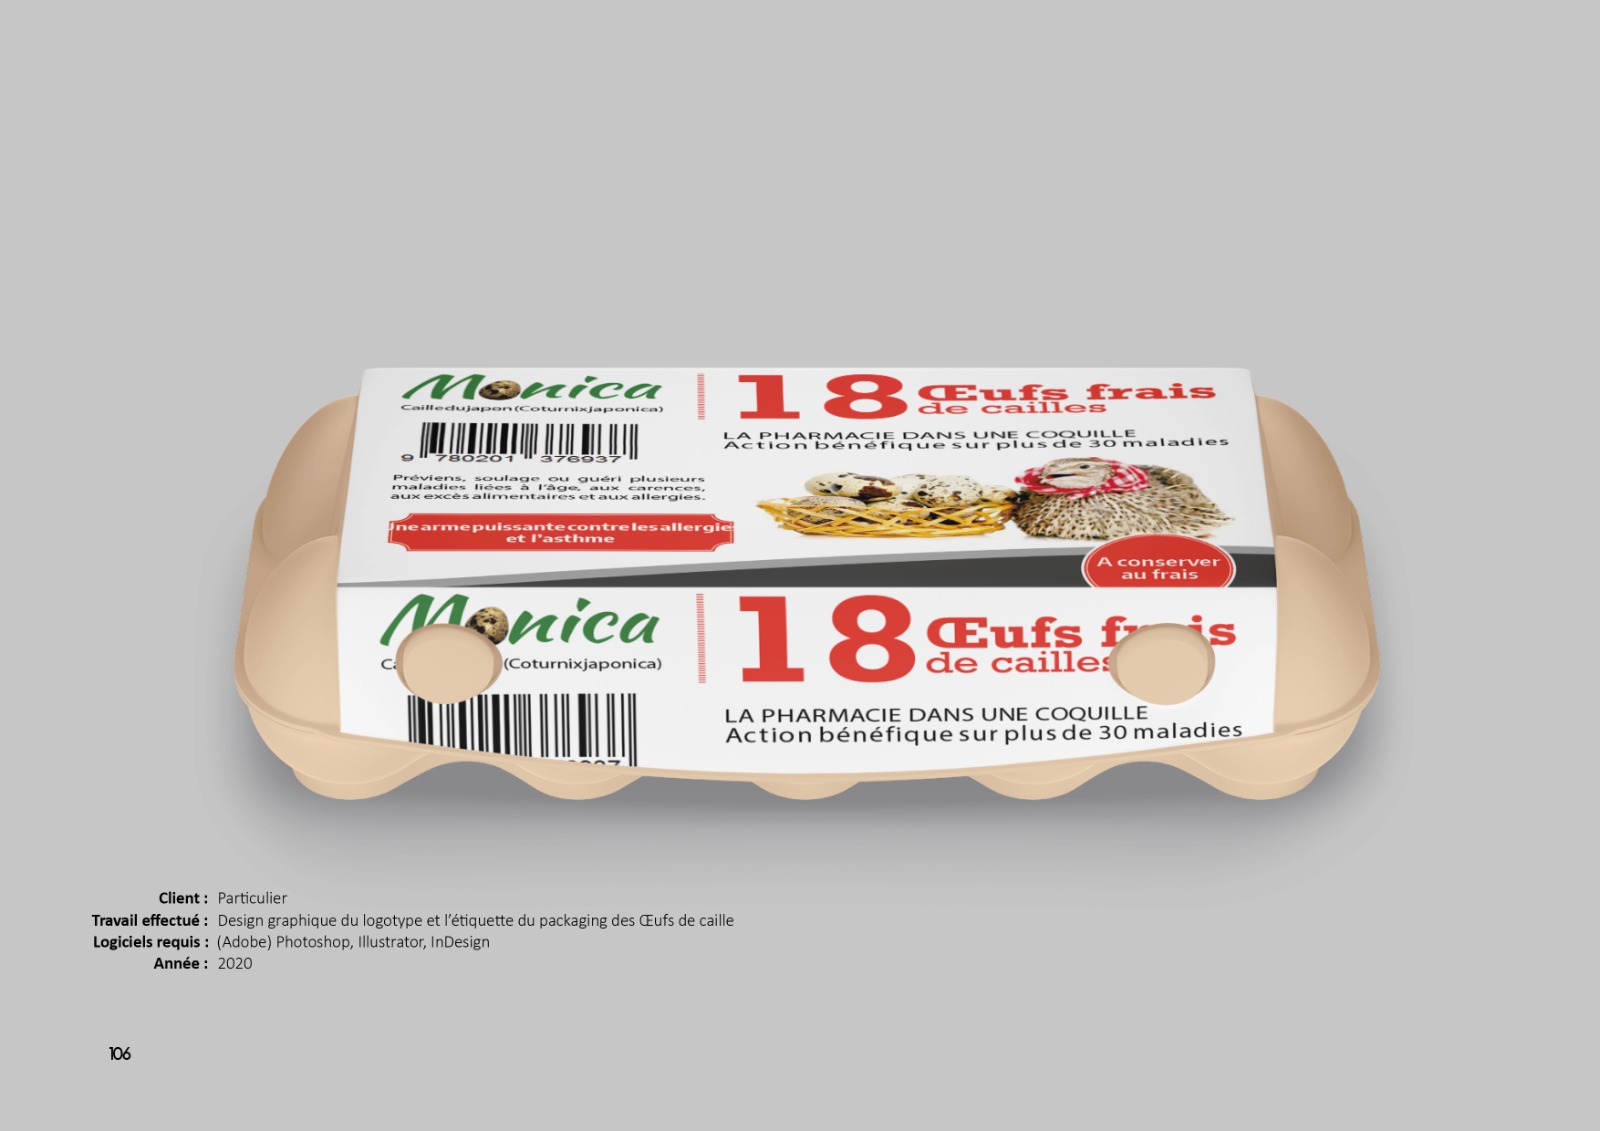 Monica
Cailledujapon(Coturnixjaponica)
9 780201 376937
Préviens, soulage ou guéri plusieurs
maladies liées à l'âge, aux carences,
aux excès alimentaires et aux allergies.
ne arme puissante contre les allergie
et l'asthme
18 Œufs frais
de cailles
LA PHARMACIE DANS UNE COQUILLE
Action bénéfique sur plus de 30 maladies
A conserver
au frais
Monica
(Coturnixjaponica)
18 Œufs
de cailles
LA PHARMACIE DANS UNE COQUILLE
Action bénéfique sur plus de 30 maladies
Client : Particulier
Travail effectué : Design graphique du logotype et l'étiquette du packaging des Œufs de caille
Logiciels requis : (Adobe) Photoshop, Illustrator, InDesign
Année : 2020
106